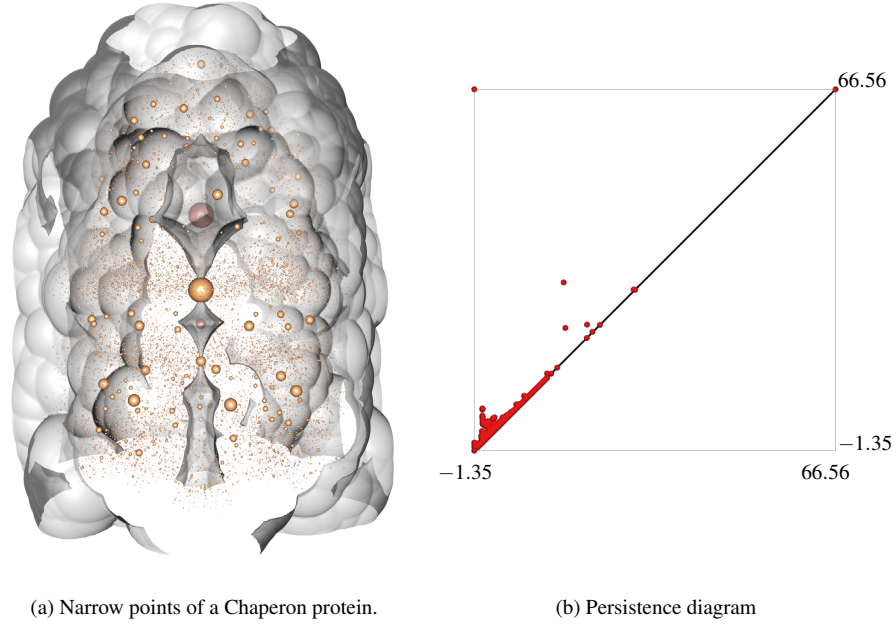 66.56
−1.35
−1.35 66.56
(a) Narrow points of a Chaperon protein. (b) Persistence diagram